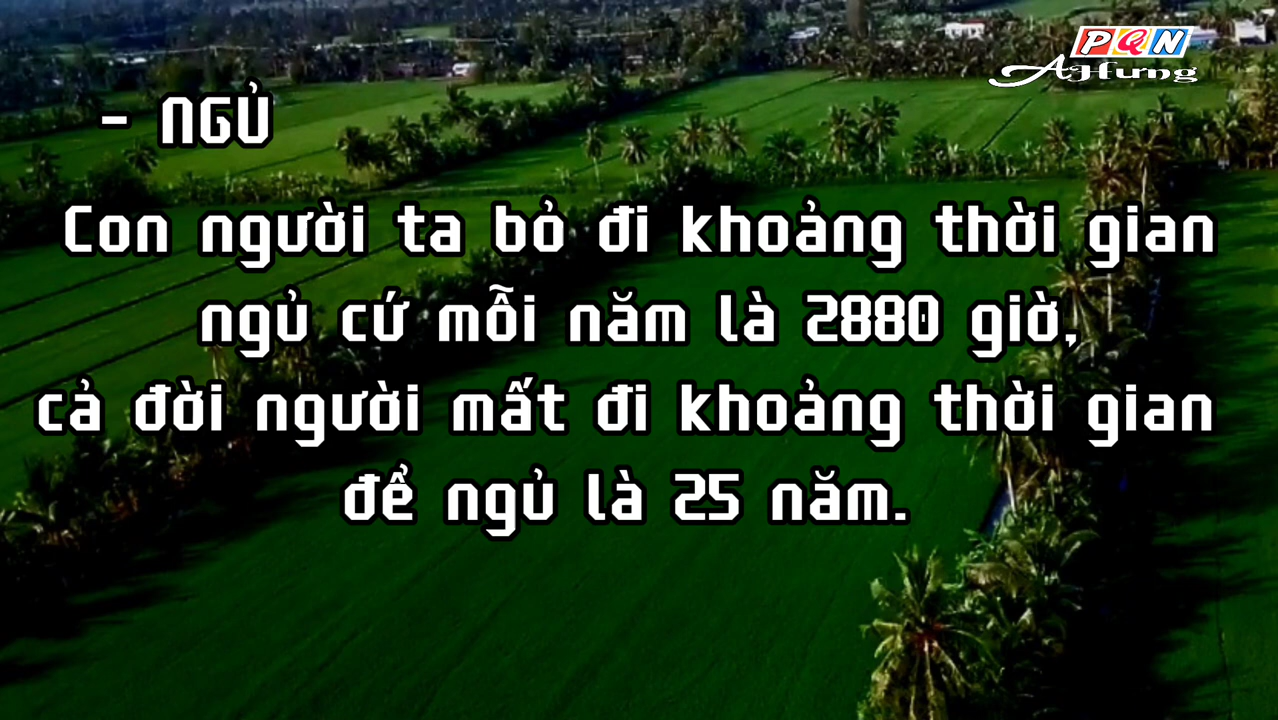 PQN
AHưng
- NGỦ
Con người ta bỏ đi khoảng thời gian
ngủ cứ mỗi năm là 2880 giờ,
cả đời người mất đi khoảng thời gian
để ngủ là 25 năm.